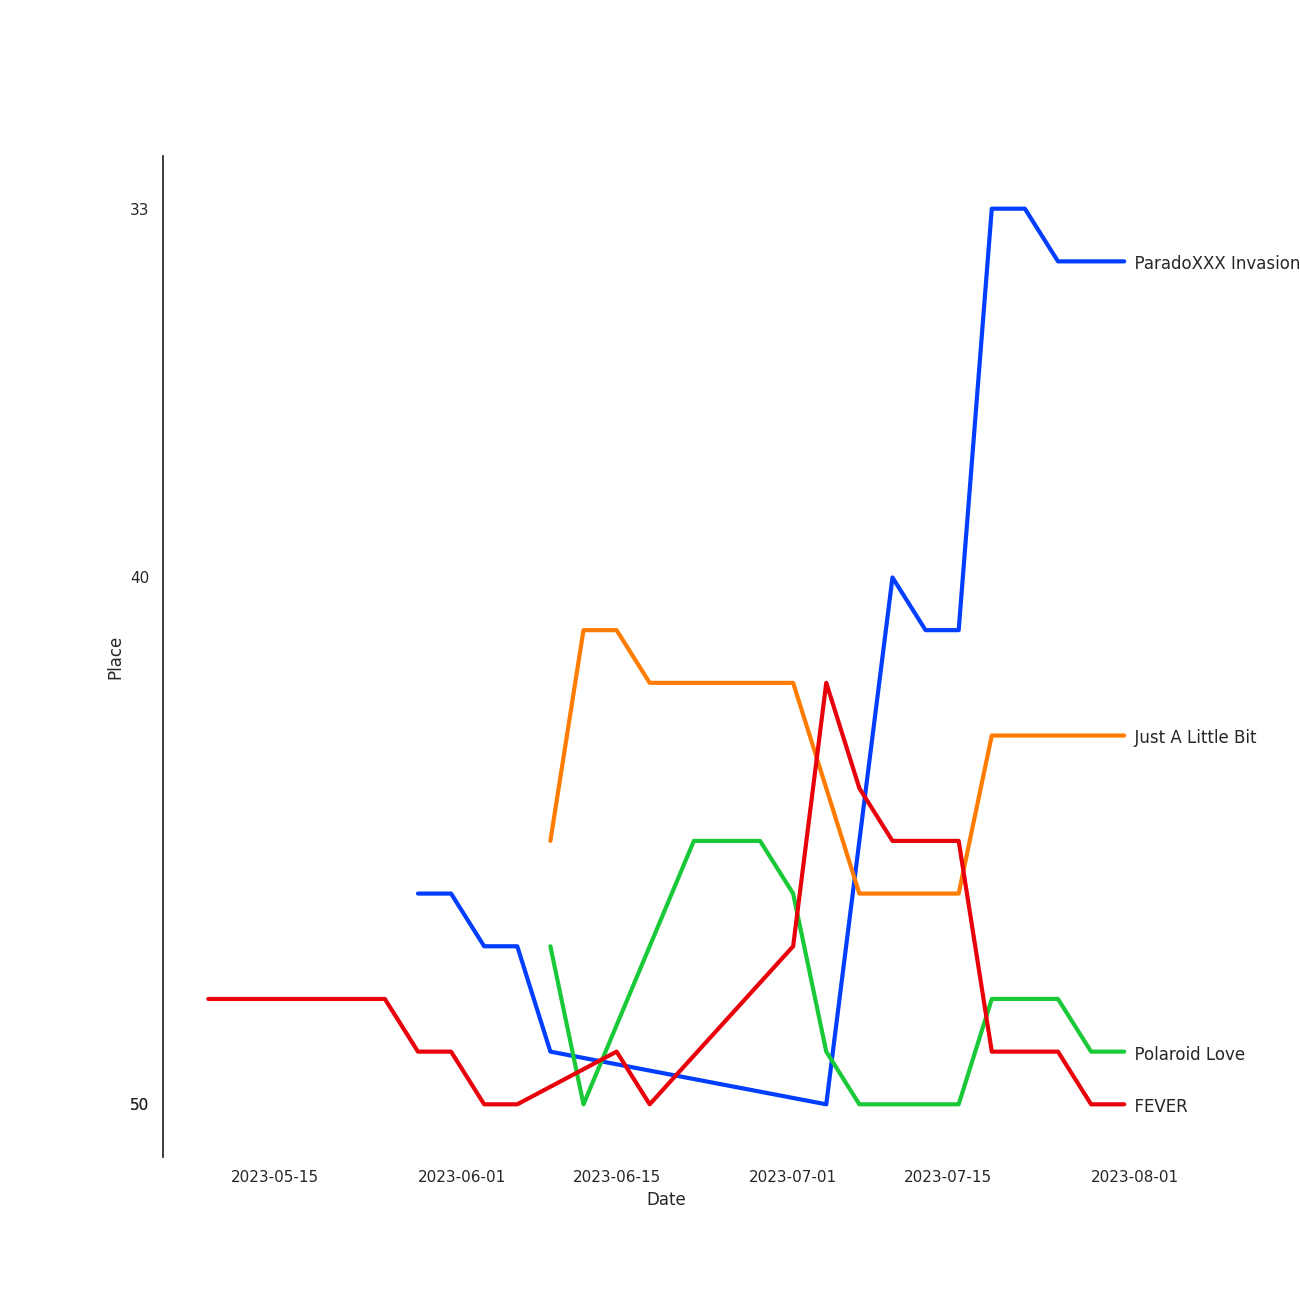 33
ParadoXXX Invasion
40
Place
Just A Little Bit
Polaroid Love
50
FEVER
2023-05-15 2023-06-01 2023-06-15 2023-07-01 2023-07-15 2023-08-01
Date